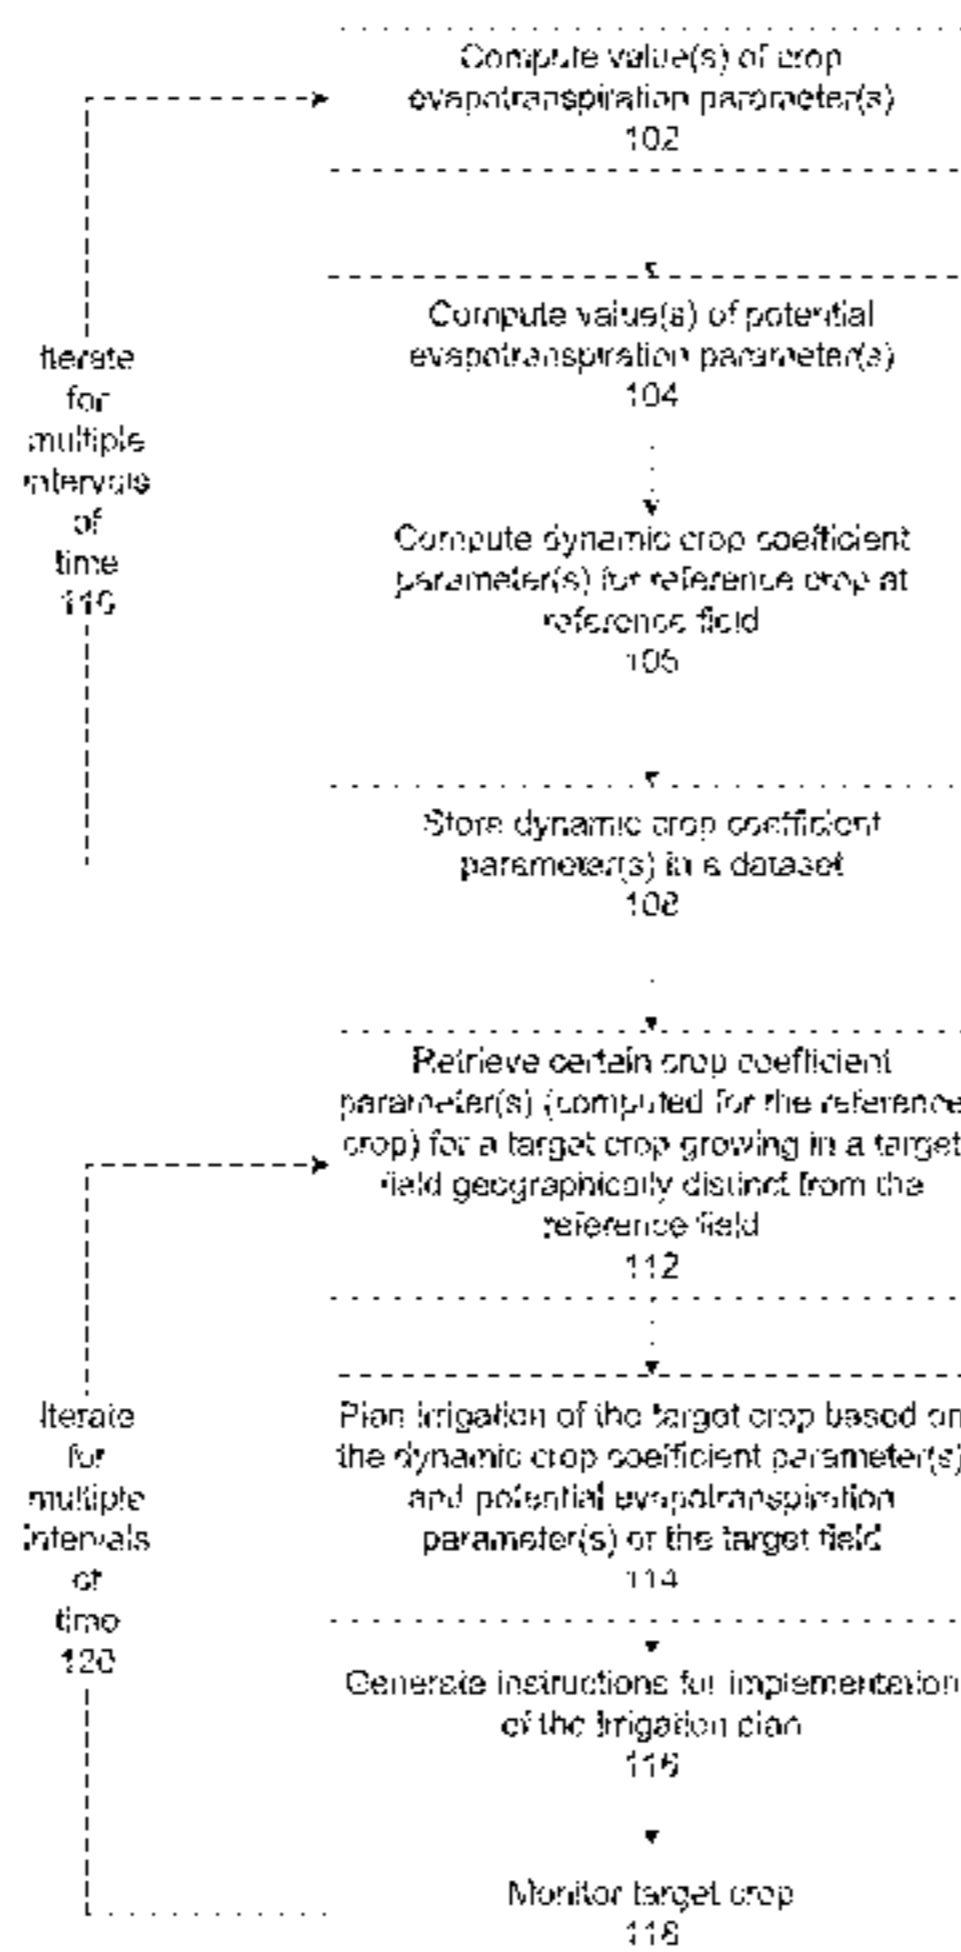 Compute value(s) of crop
evapotranspiration parameter(s)
102
Compute value(s) of potential
evapotranspiration parameter(s)
104
Iterate
for
multiple
intervals
of
time
110
Compute dynamic crop coefficient
parameter(s) for reference crop at
reference field
106
Store dynamic crop coefficient
parameter(s) in a dataset
108
Retrieve certain crop coefficient
parameter(s) (computed for the reference
crop) for a target crop growing in a target
field geographically distinct from the
reference field
112
Iterate
for
multiple
intervals
of
time
120
Plan irrigation of the target crop based on
the dynamic crop coefficient parameter(s)
and potential evapotranspiration
parameter(s) of the target field
114
Generate instructions for implementation
of the irrigation plan
116
Monitor target crop
118